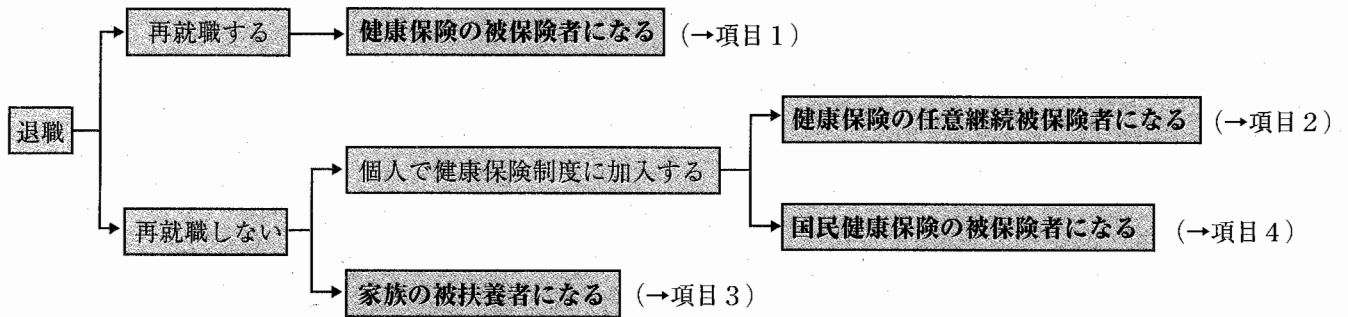 再就職する
健康保険の被保険者になる (→項目1)
健康保険の任意継続被保険者になる (→項目2)
退職
個人で健康保険制度に加入する
再就職しない
国民健康保険の被保険者になる (→項目4)
家族の被扶養者になる (→項目3)